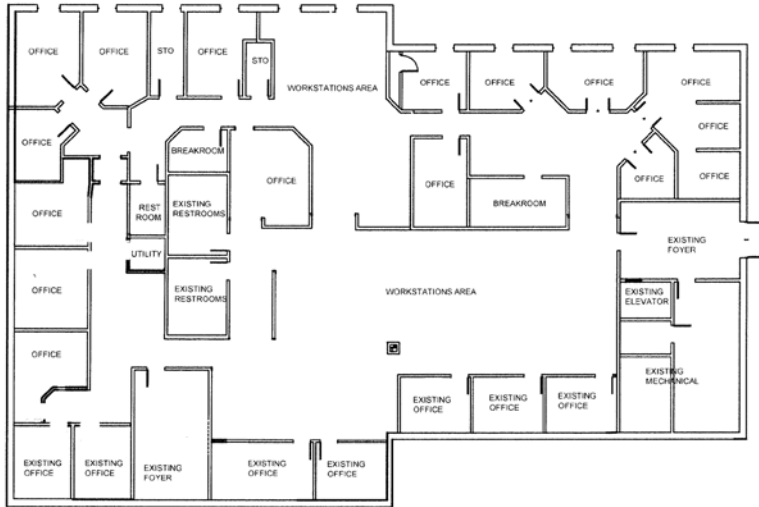 OFFICE
OFFICE
STO
OFFICE
STO
WORKSTATIONS AREA
OFFICE
OFFICE
OFFICE
OFFICE
OFFICE
OFFICE
BREAKROOM
OFFICE
OFFICE
OFFICE
OFFICE
OFFICE
REST
ROOM
EXISTING
RESTROOMS
OFFICE
BREAKROOM
EXISTING
FOYER
UTILITY
OFFICE
EXISTING
RESTROOMS
WORKSTATIONS AREA
EXISTING
ELEVATOR
OFFICE
EXISTING
MECHANICAL
EXISTING
OFFICE
EXISTING
OFFICE
EXISTING
OFFICE
EXISTING
OFFICE
EXISTING
OFFICE
EXISTING
FOYER
EXISTING
OFFICE
EXISTING
OFFICE